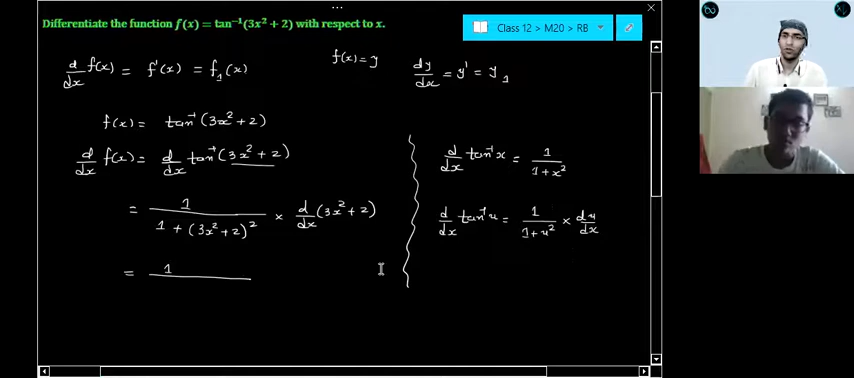 Differentiate the function f(x) = tan⁻¹(3x² + 2) with respect to x.
Class 12 > M20 > RB
d/dx f(x) = f'(x) = f₁(x)
f(x) = y
dy/dx = y' = y₁
f(x) = tan⁻¹(3x² + 2)
d/dx f(x) = d/dx tan⁻¹(3x² + 2)
= 1/(1 + (3x² + 2)²) × d/dx (3x² + 2)
= 1
d/dx tan⁻¹x = 1/(1 + x²)
d/dx tan⁻¹u = 1/(1 + u²) × du/dx